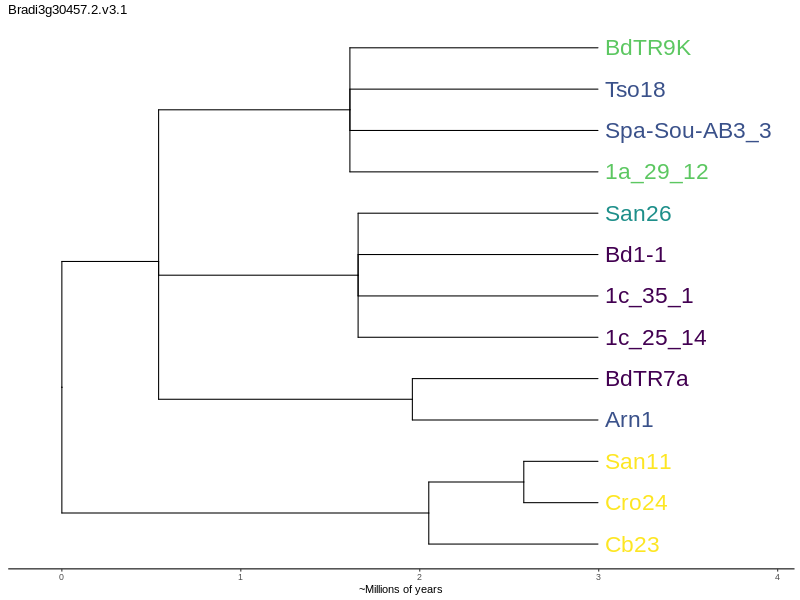 Bradi3g30457.2.v3.1
BdTR9K
Tso18
Spa-Sou-AB3_3
1a_29_12
San26
Bd1-1
1c_35_1
1c_25_14
BdTR7a
Arn1
San11
Cro24
Cb23
0 1 2 3 4
~Millions of years